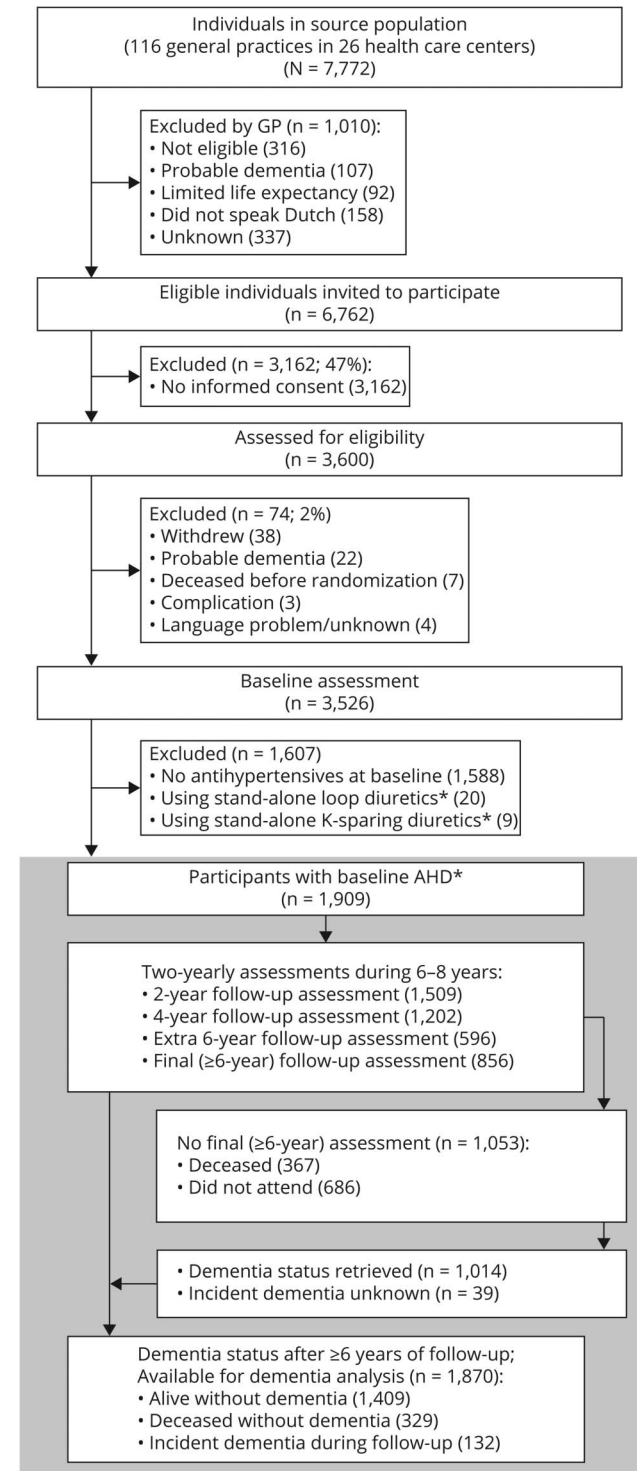 Individuals in source population
(116 general practices in 26 health care centers)
(N = 7,772)
Excluded by GP (n = 1,010):
• Not eligible (316)
• Probable dementia (107)
• Limited life expectancy (92)
• Did not speak Dutch (158)
• Unknown (337)
Eligible individuals invited to participate
(n = 6,762)
Excluded (n = 3,162; 47%):
• No informed consent (3,162)
Assessed for eligibility
(n = 3,600)
Excluded (n = 74; 2%)
• Withdrew (38)
• Probable dementia (22)
• Deceased before randomization (7)
• Complication (3)
• Language problem/unknown (4)
Baseline assessment
(n = 3,526)
Excluded (n = 1,607)
• No antihypertensives at baseline (1,588)
• Using stand-alone loop diuretics* (20)
• Using stand-alone K-sparing diuretics* (9)
Participants with baseline AHD*
(n = 1,909)
Two-yearly assessments during 6–8 years:
• 2-year follow-up assessment (1,509)
• 4-year follow-up assessment (1,202)
• Extra 6-year follow-up assessment (596)
• Final (≥6-year) follow-up assessment (856)
No final (≥6-year) assessment (n = 1,053):
• Deceased (367)
• Did not attend (686)
• Dementia status retrieved (n = 1,014)
• Incident dementia unknown (n = 39)
Dementia status after ≥6 years of follow-up;
Available for dementia analysis (n = 1,870):
• Alive without dementia (1,409)
• Deceased without dementia (329)
• Incident dementia during follow-up (132)